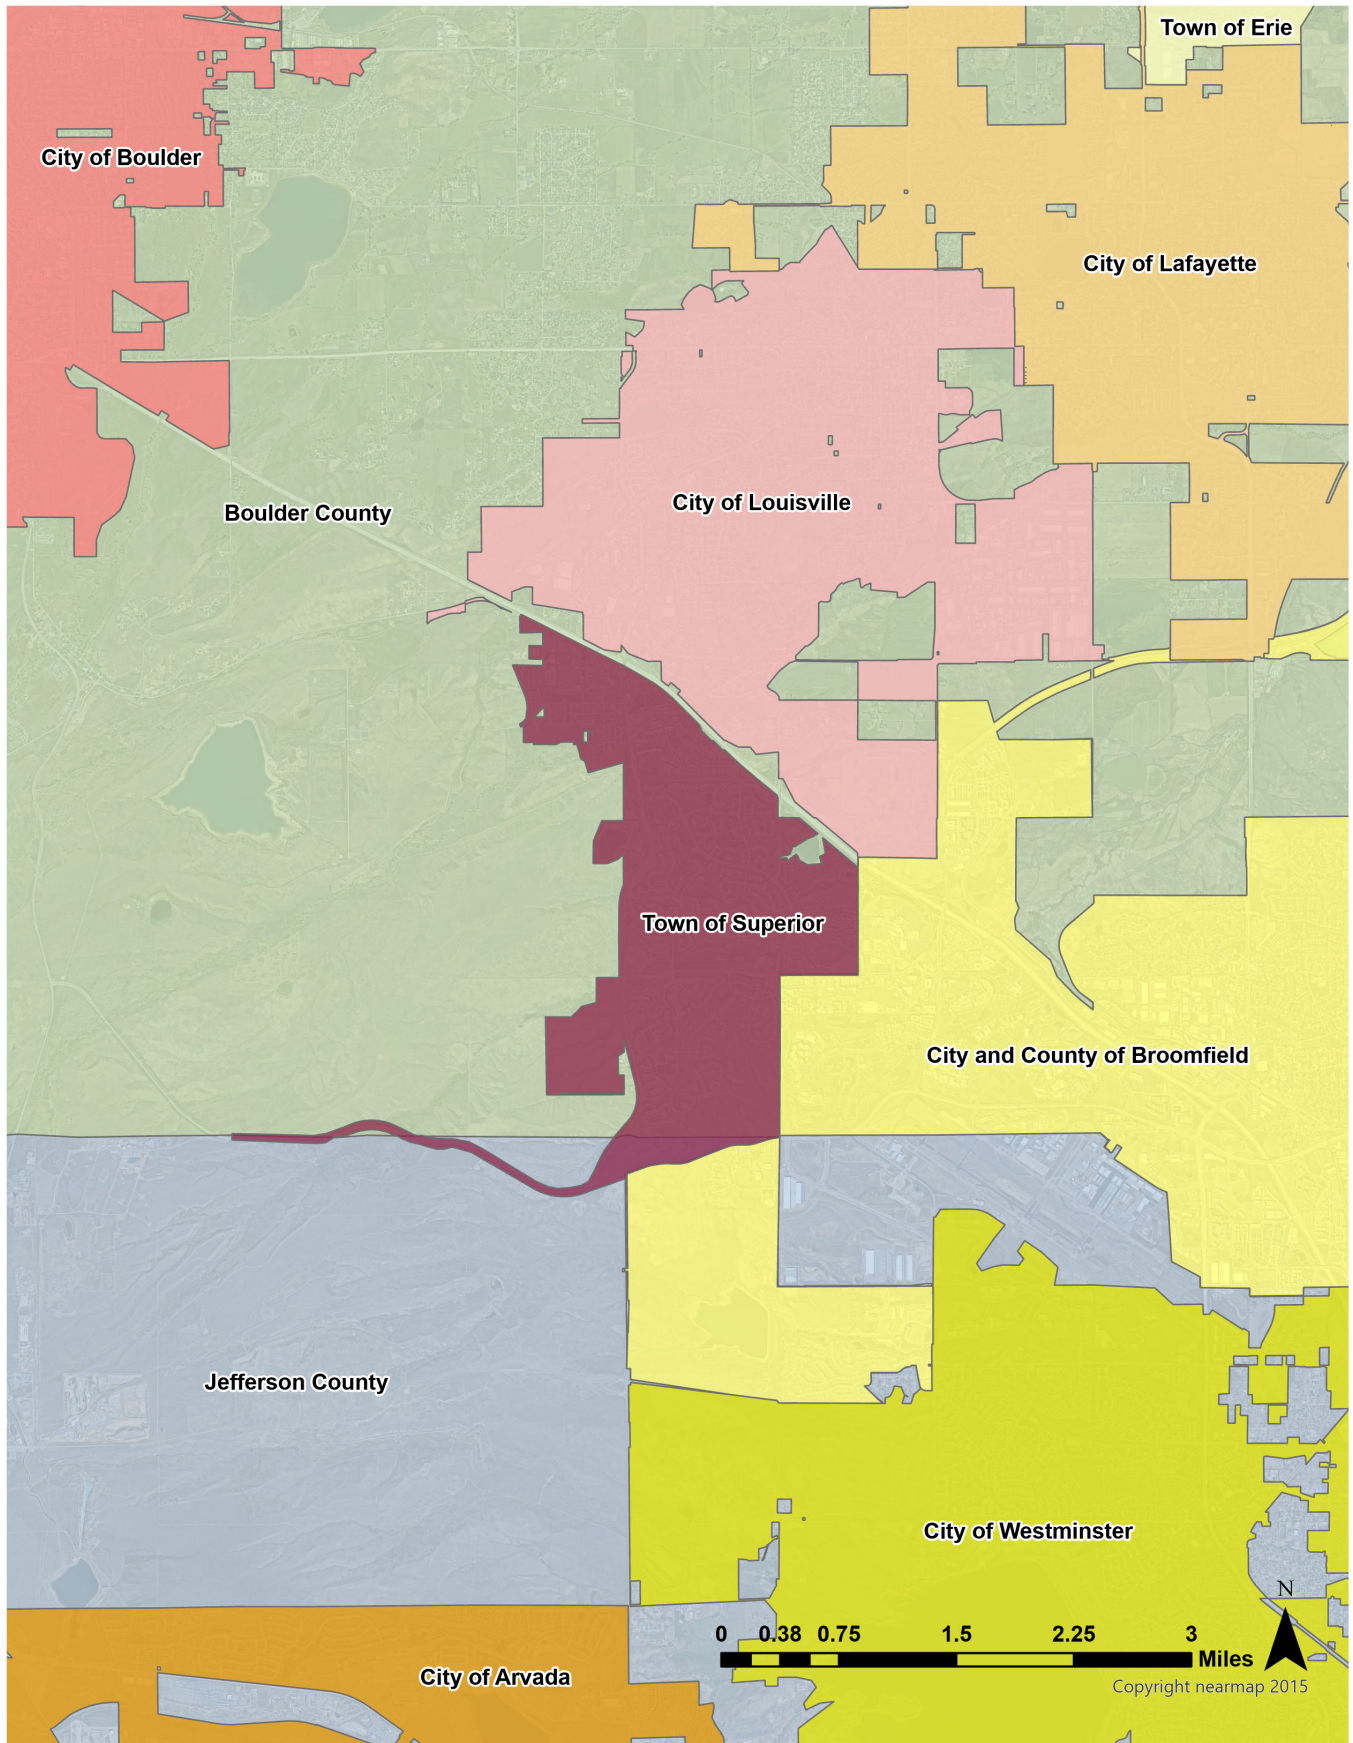 Town of Erie
City of Boulder
City of Lafayette
City of Louisville
Boulder County
Town of Superior
City and County of Broomfield
Jefferson County
City of Westminster
N
0 0.38 0.75 1.5 2.25 3
Miles
City of Arvada
Copyright nearmap 2015